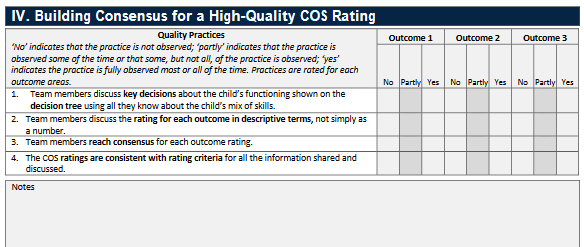 IV. Building Consensus for a High-Quality COS Rating
Quality Practices
'No' indicates that the practice is not observed; 'partly' indicates that the practice is
observed some of the time or that some, but not all, of the practice is observed; 'yes'
indicates the practice is fully observed most or all of the time. Practices are rated for each
outcome areas.
Outcome 1 Outcome 2 Outcome 3
No Partly Yes No Partly Yes No Partly Yes
1. Team members discuss key decisions about the child's functioning shown on the
decision tree using all they know about the child's mix of skills.
2. Team members discuss the rating for each outcome in descriptive terms, not simply as
a number.
3. Team members reach consensus for each outcome rating.
4. The COS ratings are consistent with rating criteria for all the information shared and
discussed.
Notes